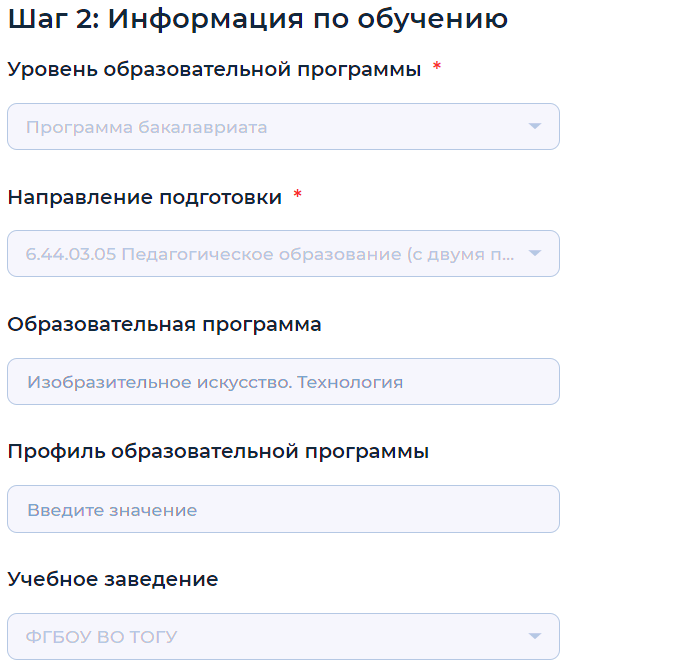 Шаг 2: Информация по обучению
Уровень образовательной программы *
Программа бакалавриата
Направление подготовки *
6.44.03.05 Педагогическое образование (с двумя п...
Образовательная программа
Изобразительное искусство. Технология
Профиль образовательной программы
Введите значение
Учебное заведение
ФГБОУ ВО ТОГУ